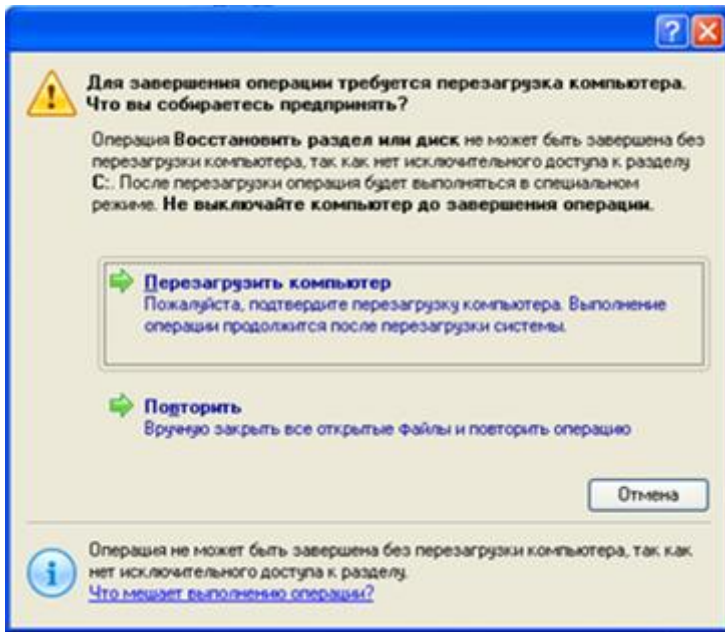 Для завершения операции требуется перезагрузка компьютера.
Что вы собираетесь предпринять?
Операция Восстановить раздел или диск не может быть завершена без
перезагрузки компьютера, так как нет исключительного доступа к разделу
C:. После перезагрузки операция будет выполняться в специальном
режиме. Не выключайте компьютер до завершения операции.
Перезагрузить компьютер
Пожалуйста, подтвердите перезагрузку компьютера. Выполнение
операции продолжится после перезагрузки системы.
Повторить
Вручную закрыть все открытые файлы и повторить операцию
Отмена
Операция не может быть завершена без перезагрузки компьютера, так как
нет исключительного доступа к разделу.
Что мешает выполнению операции?